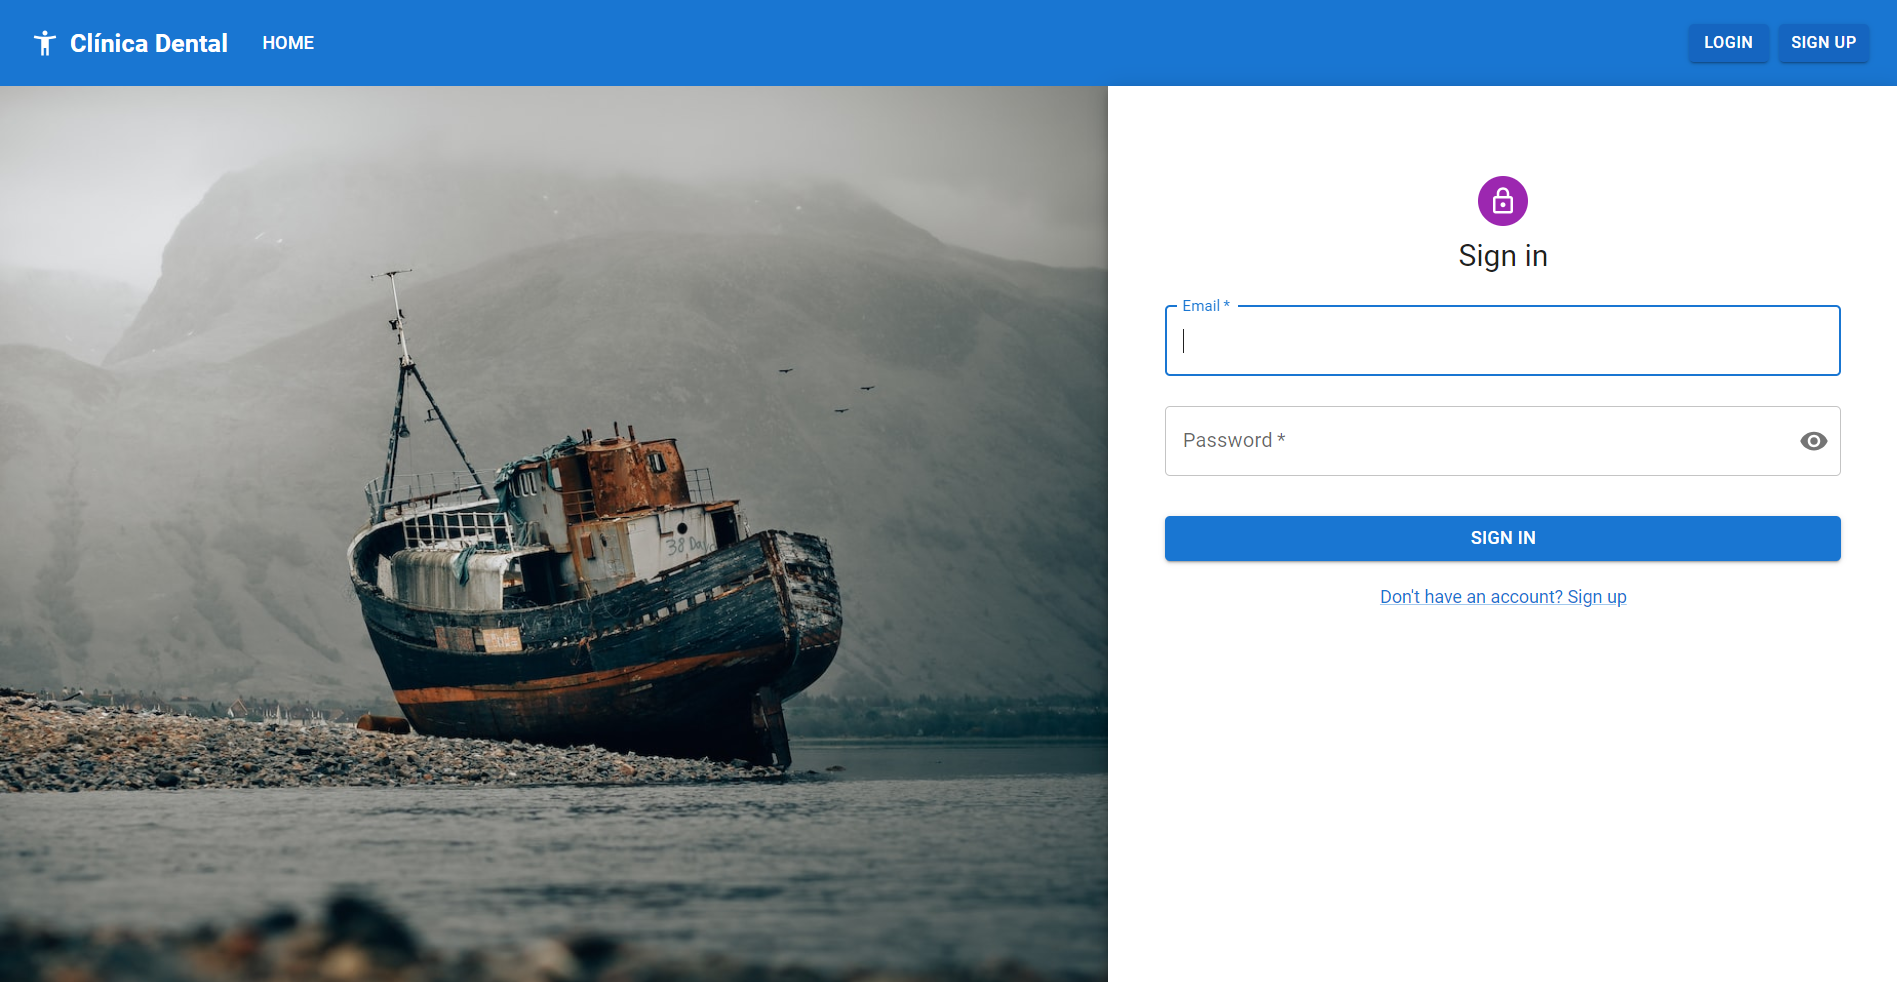 Clínica Dental
HOME
LOGIN
SIGN UP
Sign in
Email *
Password *
SIGN IN
Don't have an account? Sign up
38 Day